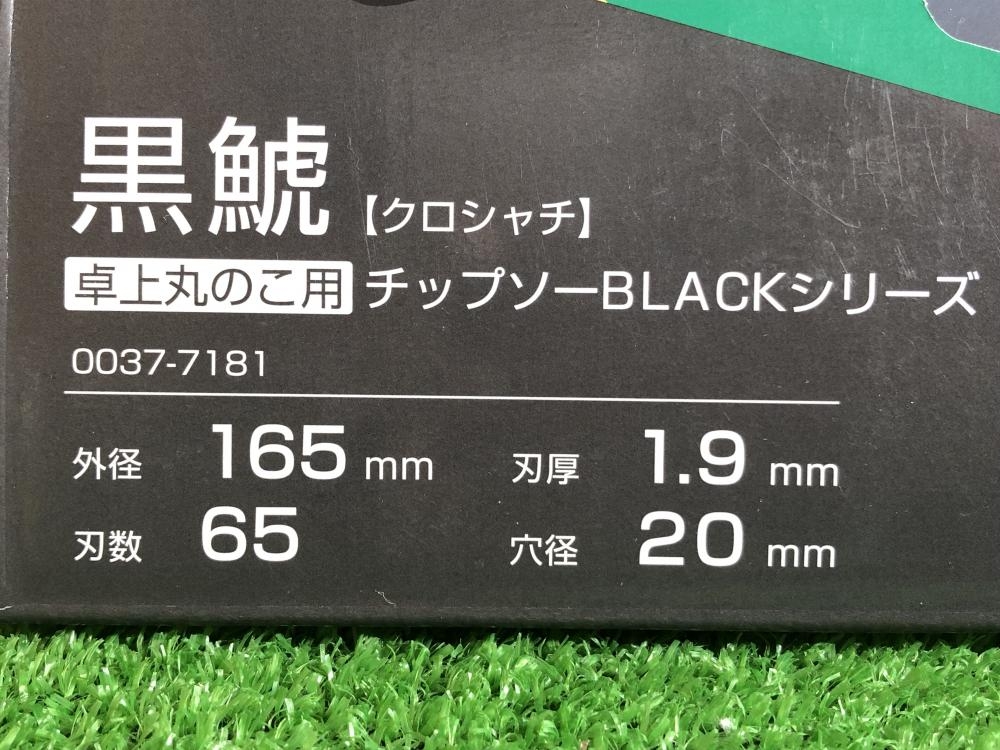 黒鯱【クロシャチ】
卓上丸のこ用 チップソーBLACKシリーズ
0037-7181
外径 165 mm 刃厚 1.9 mm
刃数 65 穴径 20 mm